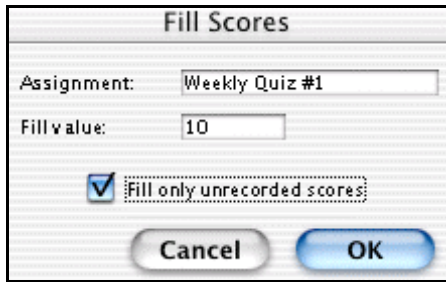 Fill Scores
Assignment: Weekly Quiz #1
Fill value: 10
Fill only unrecorded scores
Cancel OK